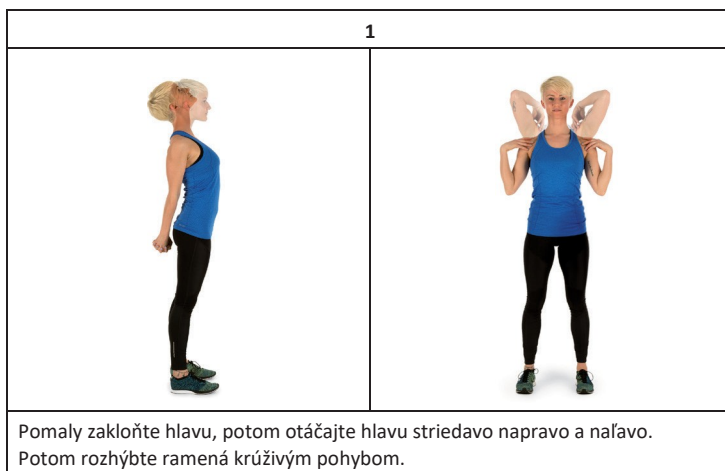 1
Pomaly zakloňte hlavu, potom otáčajte hlavu striedavo napravo a naľavo.
Potom rozhýbte ramená krúživým pohybom.